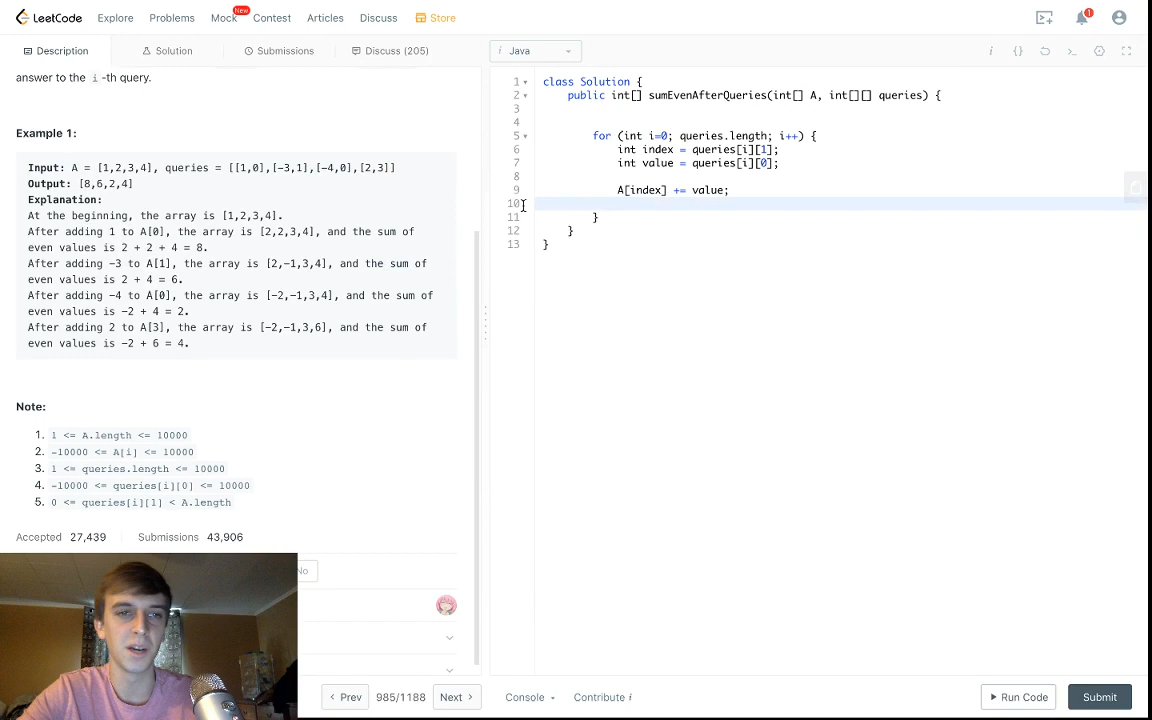 LeetCode Explore Problems Mock New Contest Articles Discuss Store 1
Description Solution Submissions Discuss (205) i Java i {} >_
answer to the i -th query.
Example 1:
Input: A = [1,2,3,4], queries = [[1,0],[-3,1],[-4,0],[2,3]]
Output: [8,6,2,4]
Explanation:
At the beginning, the array is [1,2,3,4].
After adding 1 to A[0], the array is [2,2,3,4], and the sum of
even values is 2 + 2 + 4 = 8.
After adding -3 to A[1], the array is [2,-1,3,4], and the sum of
even values is 2 + 4 = 6.
After adding -4 to A[0], the array is [-2,-1,3,4], and the sum of
even values is -2 + 4 = 2.
After adding 2 to A[3], the array is [-2,-1,3,6], and the sum of
even values is -2 + 6 = 4.
Note:
1. 1 <= A.length <= 10000
2. -10000 <= A[i] <= 10000
3. 1 <= queries.length <= 10000
4. -10000 <= queries[i][0] <= 10000
5. 0 <= queries[i][1] < A.length
Accepted 27,439 Submissions 43,906
No
Prev 985/1188 Next
1 class Solution {
2 public int[] sumEvenAfterQueries(int[] A, int[][] queries) {
3
4
5 for (int i=0; queries.length; i++) {
6 int index = queries[i][1];
7 int value = queries[i][0];
8
9 A[index] += value;
10
11 }
12 }
13 }
Console Contribute i Run Code Submit